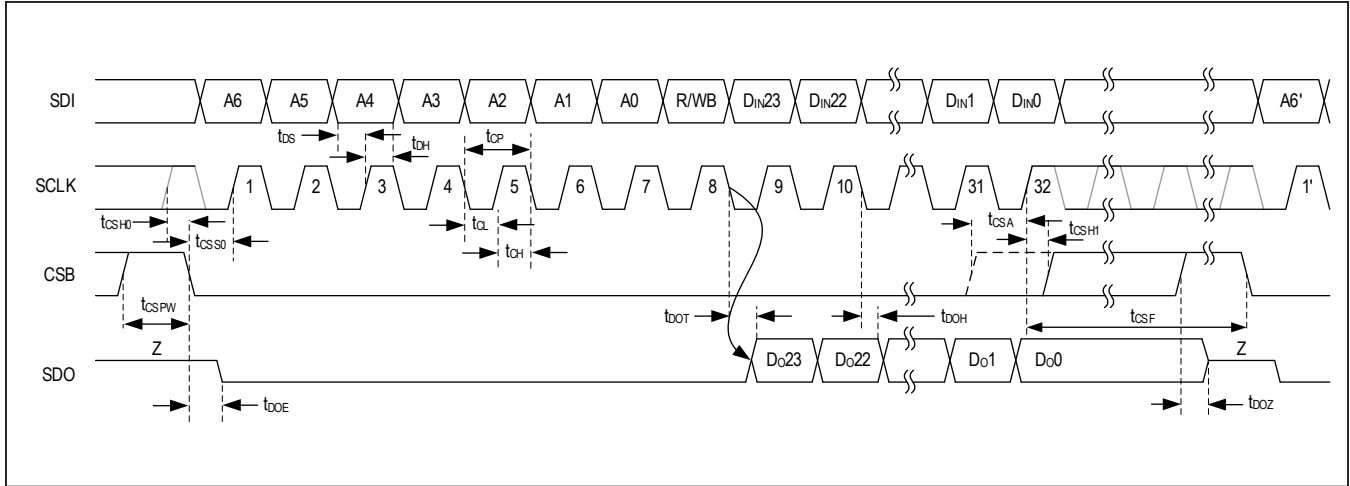 SDI A6 A5 A4 A3 A2 A1 A0 R/WB DIN23 DIN22 DIN1 DIN0 A6'
tDS tDH tCP
SCLK 1 2 3 4 5 6 7 8 9 10 31 32 1'
tCSH0 tCSS0 tCL tCH tCSA tCSH1
CSB
tCSPW tDOT tDOH tCSF
Z Z
SDO DO23 DO22 DO1 DO0
tDOE tDOZ